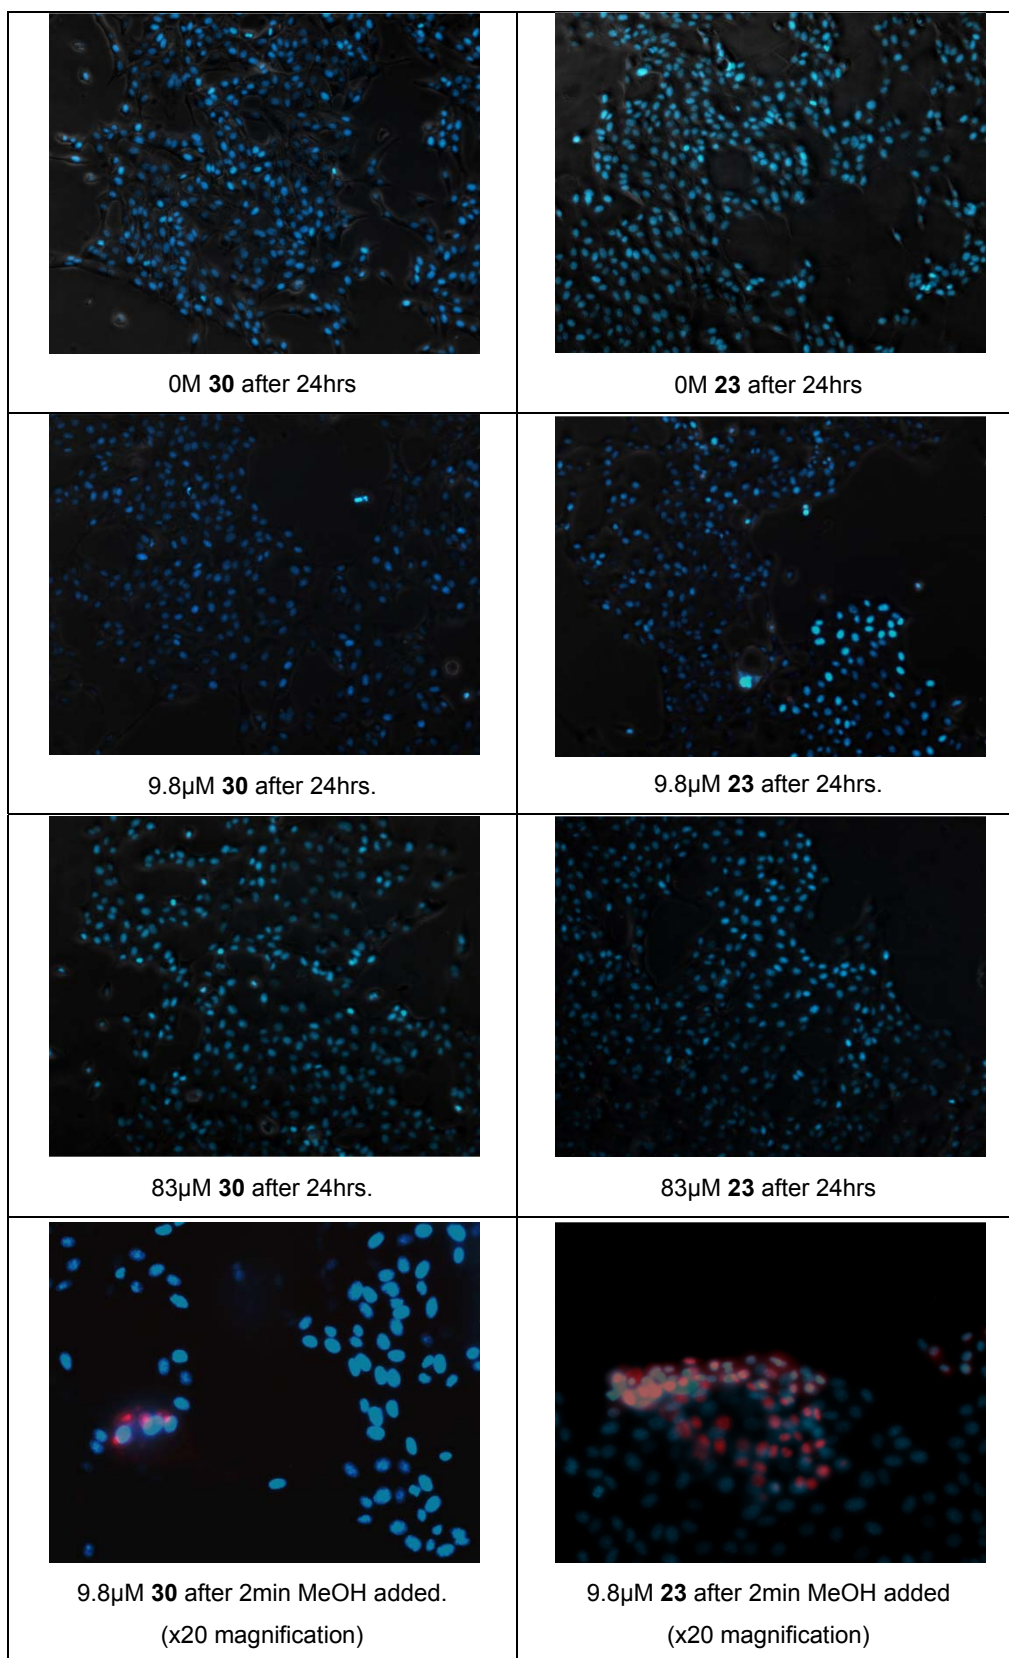 0M 30 after 24hrs
0M 23 after 24hrs
9.8µM 30 after 24hrs.
9.8µM 23 after 24hrs.
83µM 30 after 24hrs.
83µM 23 after 24hrs
9.8µM 30 after 2min MeOH added.
(x20 magnification)
9.8µM 23 after 2min MeOH added
(x20 magnification)